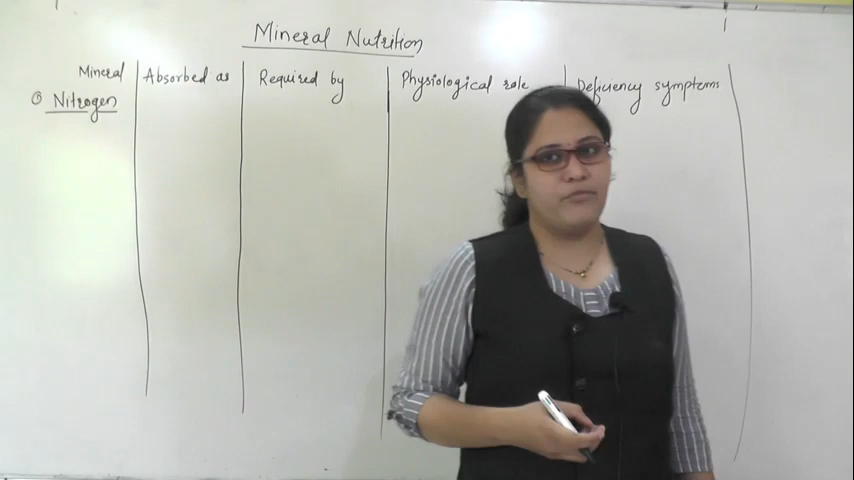 Mineral Nutrition
Mineral Absorbed as Required by Physiological role Deficiency symptoms
① Nitrogen